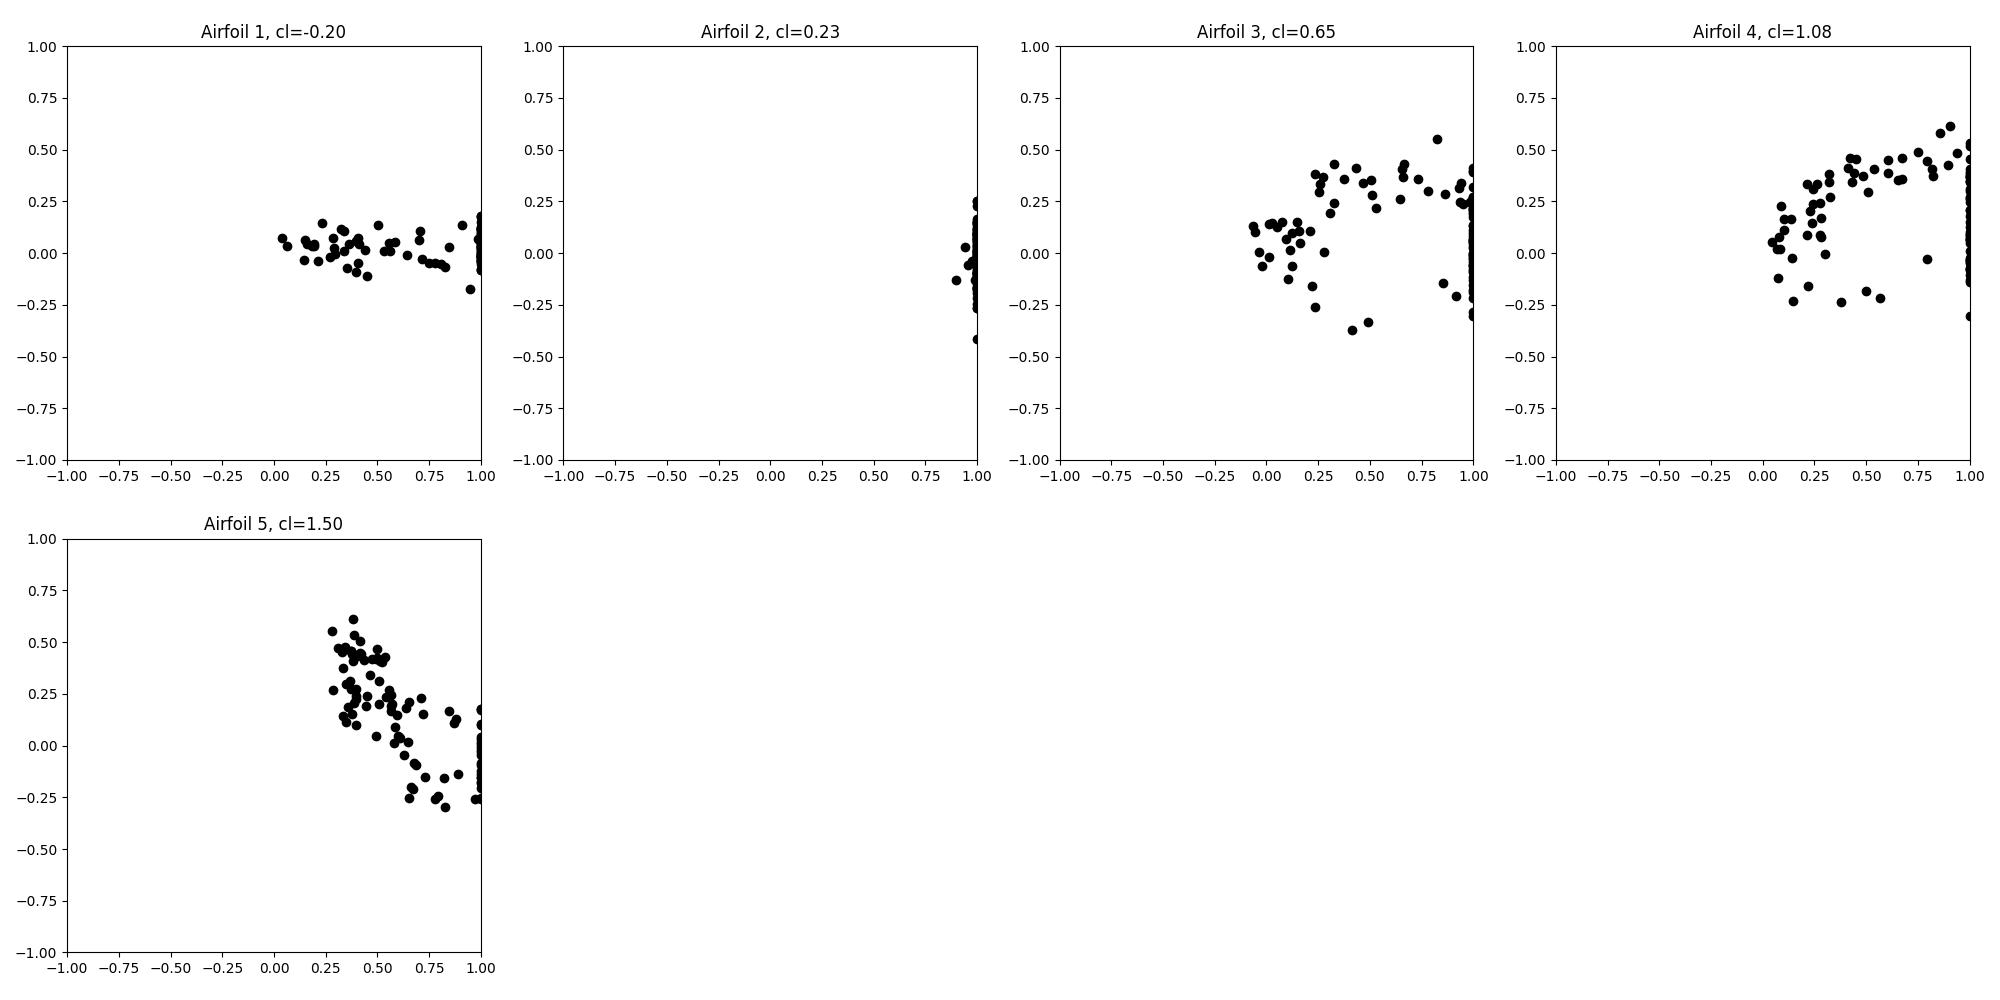 Airfoil 1, cl=-0.20
Airfoil 2, cl=0.23
Airfoil 3, cl=0.65
Airfoil 4, cl=1.08
1.00 1.00 1.00 1.00
0.75 0.75 0.75 0.75
0.50 0.50 0.50 0.50
0.25 0.25 0.25 0.25
0.00 0.00 0.00 0.00
−0.25 −0.25 −0.25 −0.25
−0.50 −0.50 −0.50 −0.50
−0.75 −0.75 −0.75 −0.75
−1.00 −1.00 −1.00 −1.00
−1.00 −0.75 −0.50 −0.25 0.00 0.25 0.50 0.75 1.00
−1.00 −0.75 −0.50 −0.25 0.00 0.25 0.50 0.75 1.00
−1.00 −0.75 −0.50 −0.25 0.00 0.25 0.50 0.75 1.00
−1.00 −0.75 −0.50 −0.25 0.00 0.25 0.50 0.75 1.00
Airfoil 5, cl=1.50
1.00
0.75
0.50
0.25
0.00
−0.25
−0.50
−0.75
−1.00
−1.00 −0.75 −0.50 −0.25 0.00 0.25 0.50 0.75 1.00